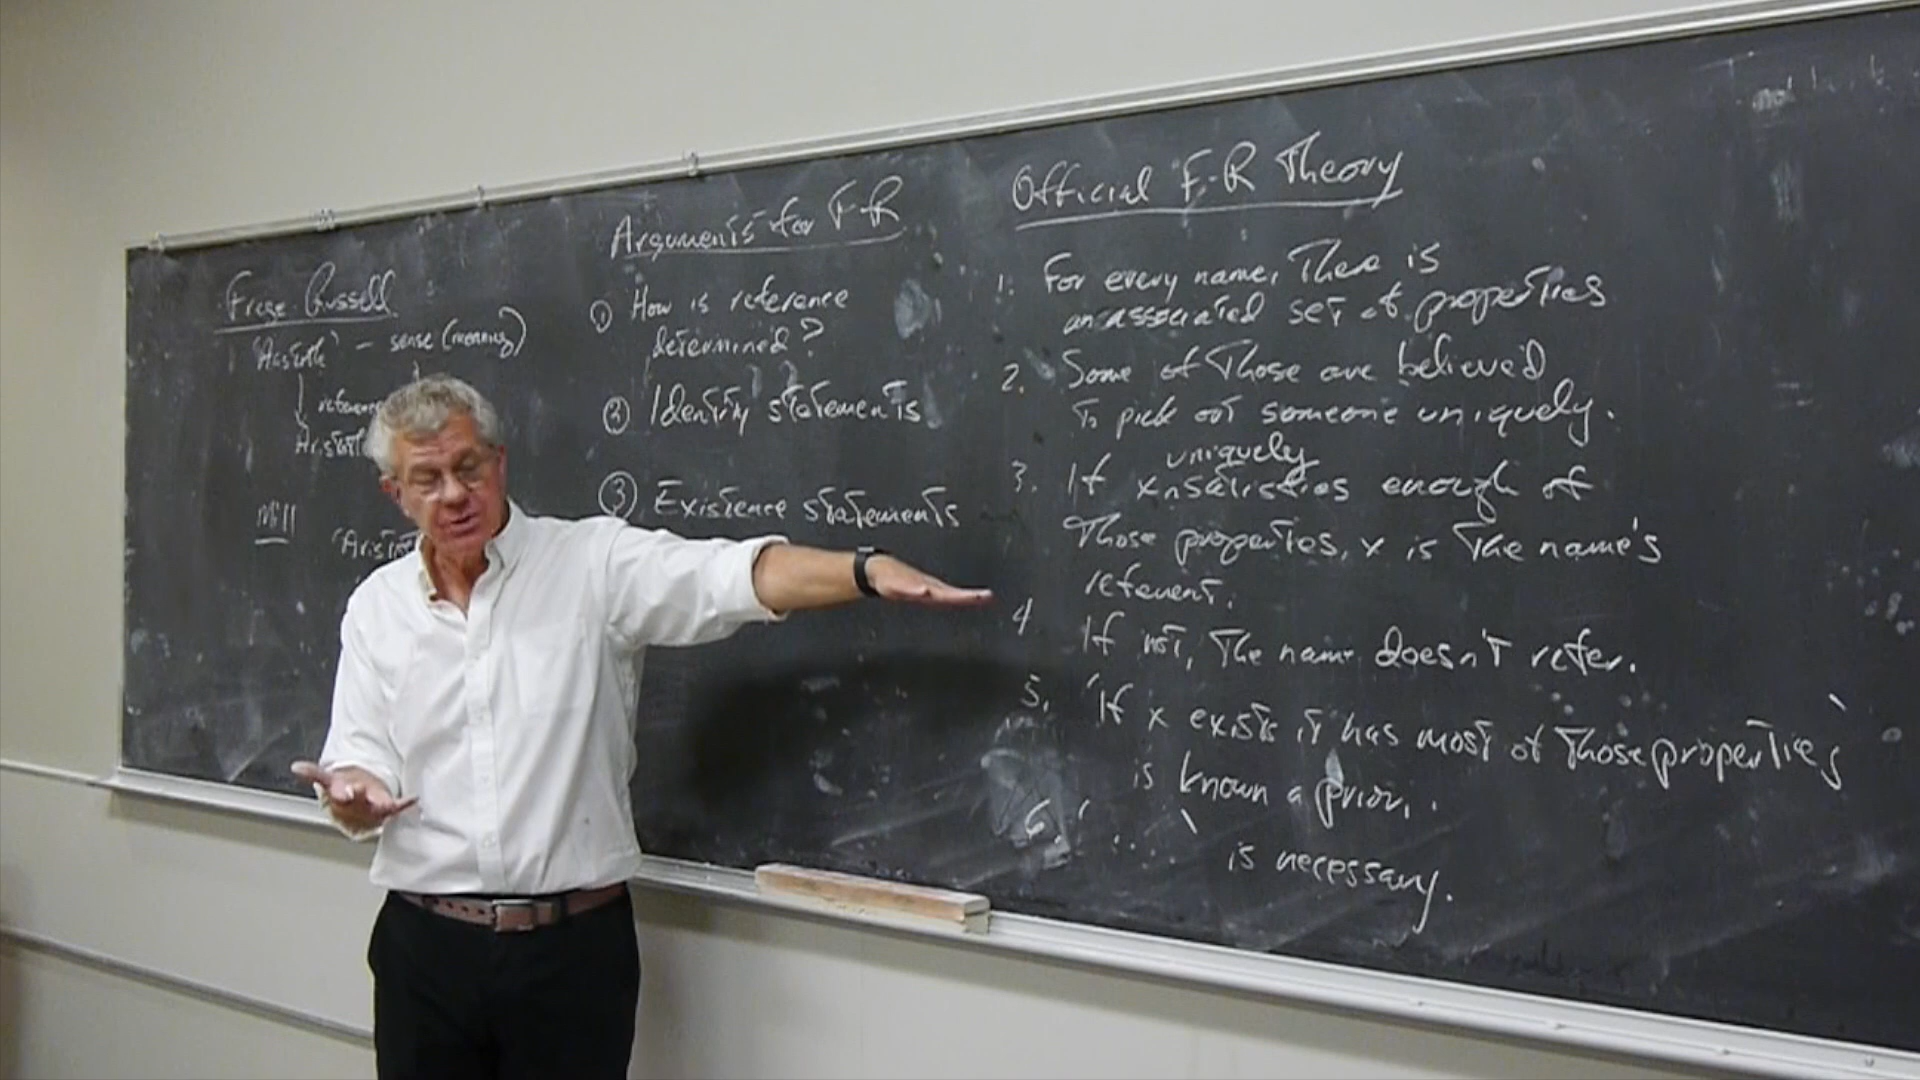 Frege-Russell
"Aristotle" - sense (meaning)
reference
Aristotle
Mill
"Aristotle
Arguments for F-R
① How is reference
determined?
② Identity statements
③ Existence statements
Official F-R Theory
1. For every name, there is
an associated set of properties
2. Some of those are believed
to pick out someone uniquely.
uniquely
3. If x satisfies enough of
those properties, x is the name's
referent.
4 If not, the name doesn't refer.
5. 'If x exists it has most of those properties'
is known a priori.
6. '....'
is necessary.